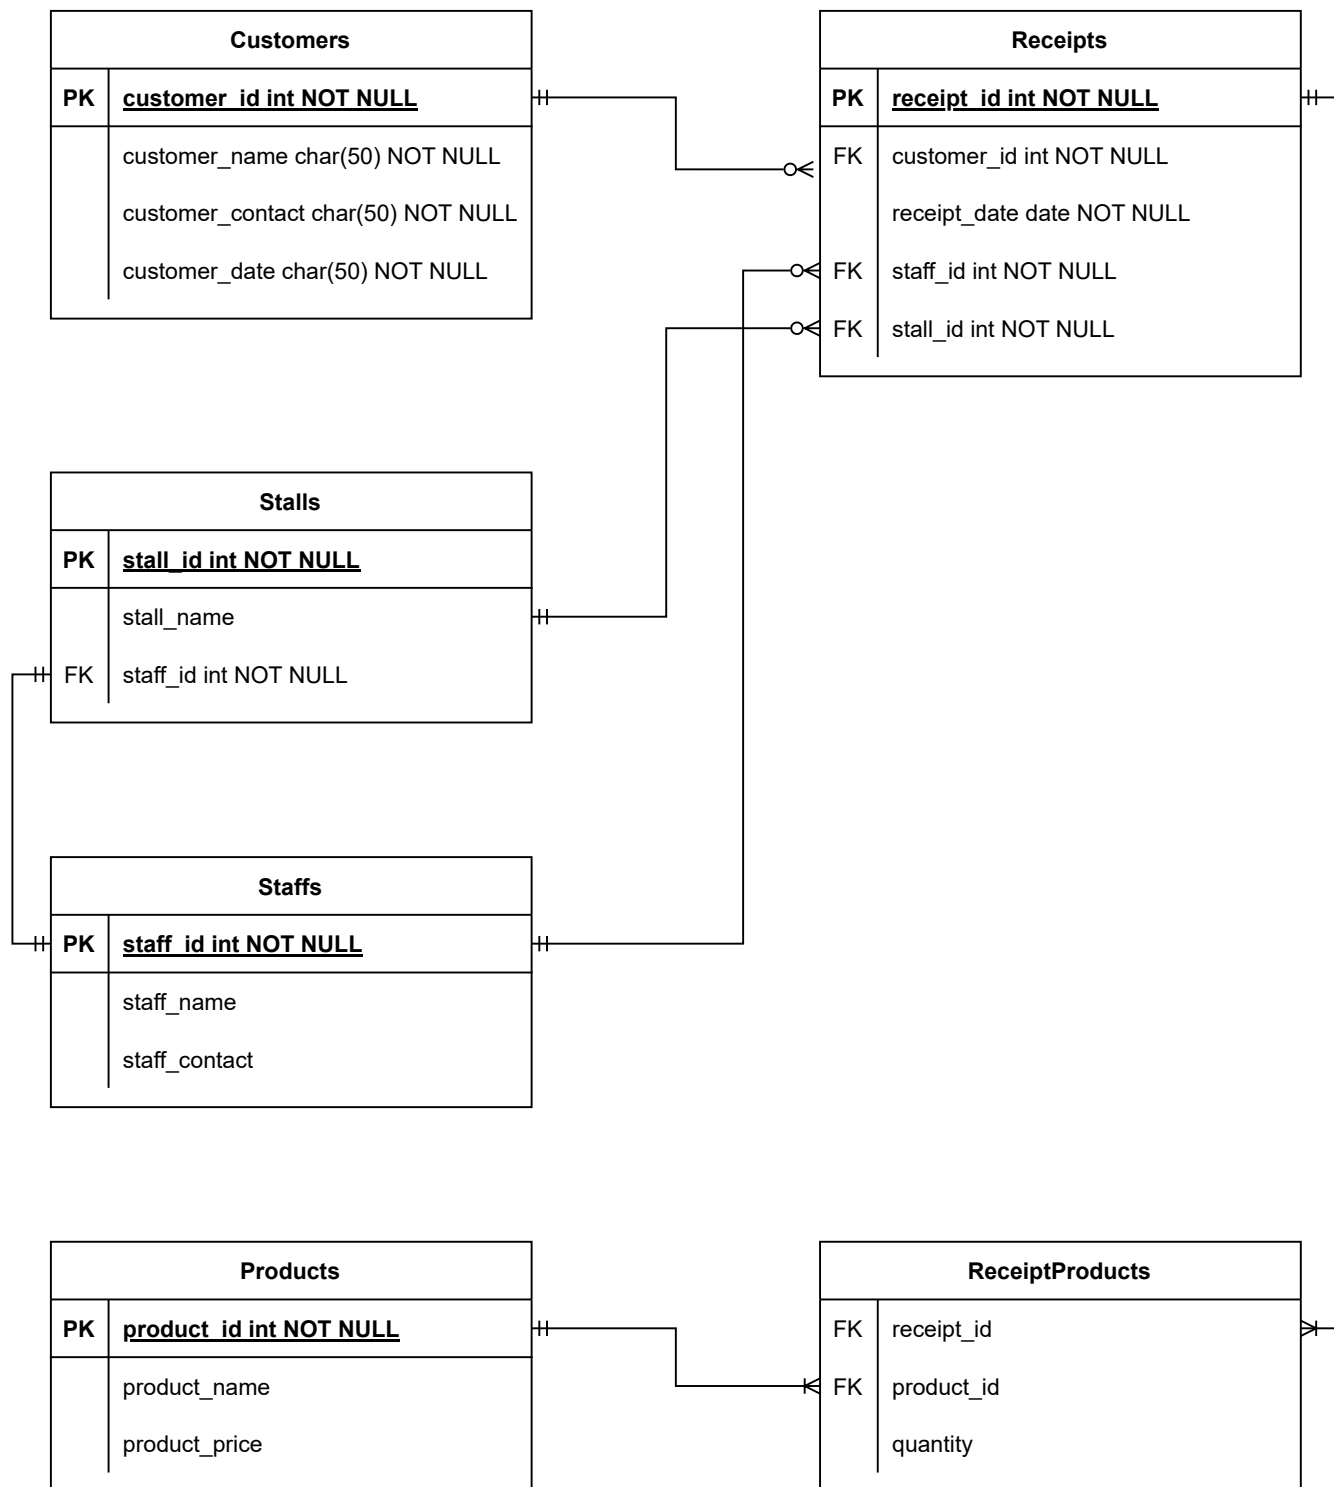 Customers
PK customer_id int NOT NULL
customer_name char(50) NOT NULL
customer_contact char(50) NOT NULL
customer_date char(50) NOT NULL
Receipts
PK receipt_id int NOT NULL
FK customer_id int NOT NULL
receipt_date date NOT NULL
FK staff_id int NOT NULL
FK stall_id int NOT NULL
Stalls
PK stall_id int NOT NULL
stall_name
FK staff_id int NOT NULL
Staffs
PK staff_id int NOT NULL
staff_name
staff_contact
Products
PK product_id int NOT NULL
product_name
product_price
ReceiptProducts
FK receipt_id
FK product_id
quantity